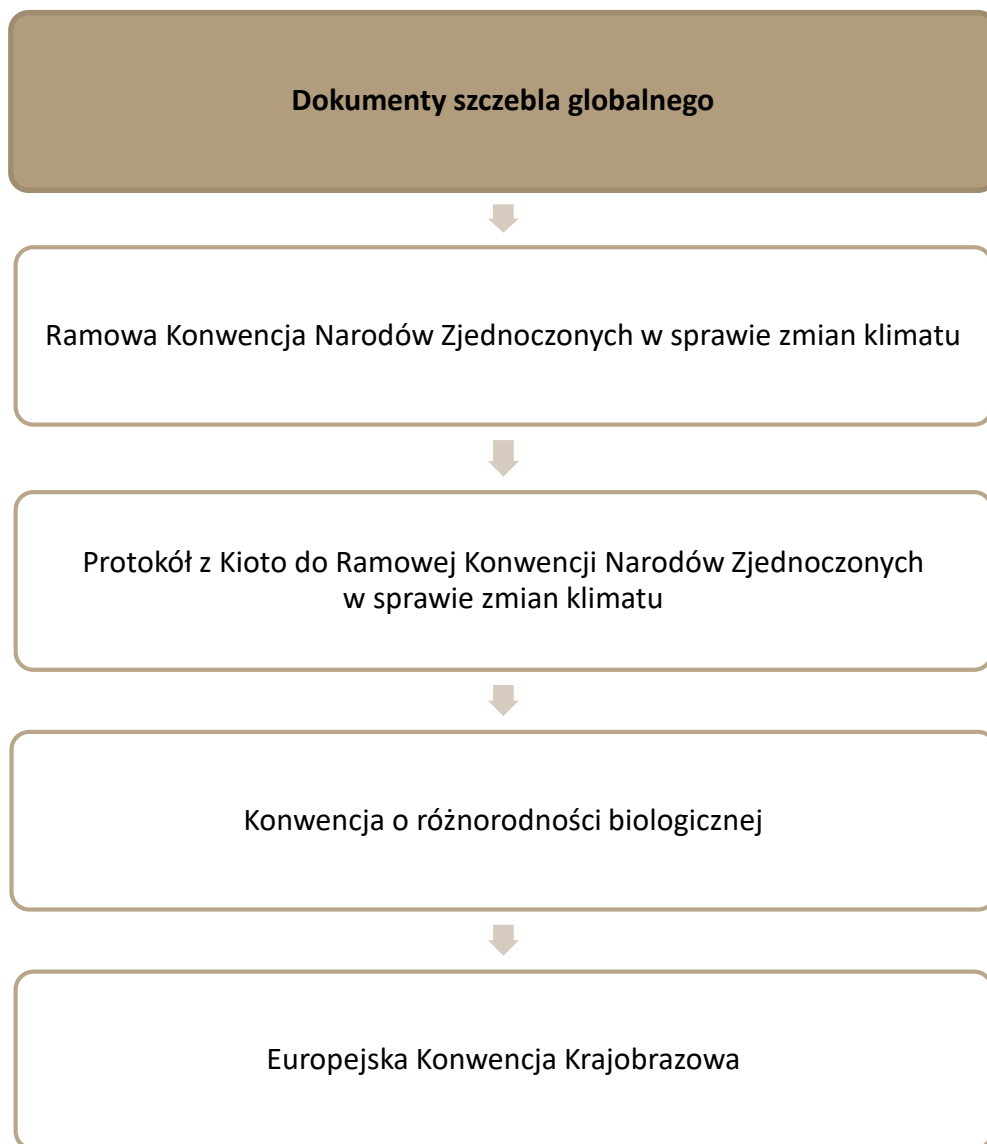 Dokumenty szczebla globalnego
Ramowa Konwencja Narodów Zjednoczonych w sprawie zmian klimatu
Protokół z Kioto do Ramowej Konwencji Narodów Zjednoczonych
w sprawie zmian klimatu
Konwencja o różnorodności biologicznej
Europejska Konwencja Krajobrazowa